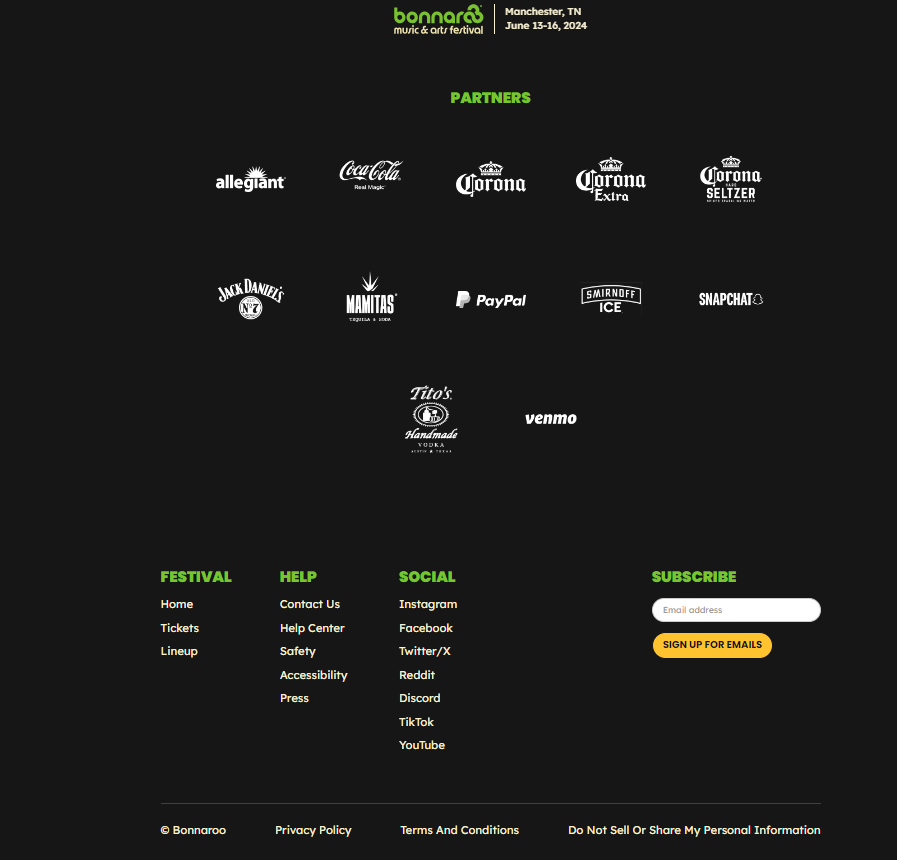 bonnaroo
music & arts festival
Manchester, TN
June 13-16, 2024
PARTNERS
allegiant
Coca-Cola
Real Magic
Corona
Corona
Extra
Corona
HARD
SELTZER
JACK DANIEL'S
OLD
No.7
MAMITAS
TEQUILA & SODA
PayPal
SMIRNOFF
ICE
SNAPCHAT
Tito's
Handmade
VODKA
AUSTIN ★ TEXAS
venmo
FESTIVAL
Home
Tickets
Lineup
HELP
Contact Us
Help Center
Safety
Accessibility
Press
SOCIAL
Instagram
Facebook
Twitter/X
Reddit
Discord
TikTok
YouTube
SUBSCRIBE
Email address
SIGN UP FOR EMAILS
© Bonnaroo
Privacy Policy
Terms And Conditions
Do Not Sell Or Share My Personal Information